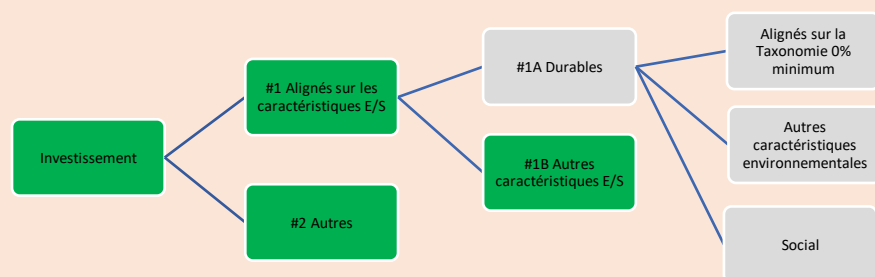 Investissement
#1 Alignés sur les
caractéristiques E/S
#2 Autres
#1A Durables
#1B Autres
caractéristiques E/S
Alignés sur la
Taxonomie 0%
minimum
Autres
caractéristiques
environnementales
Social